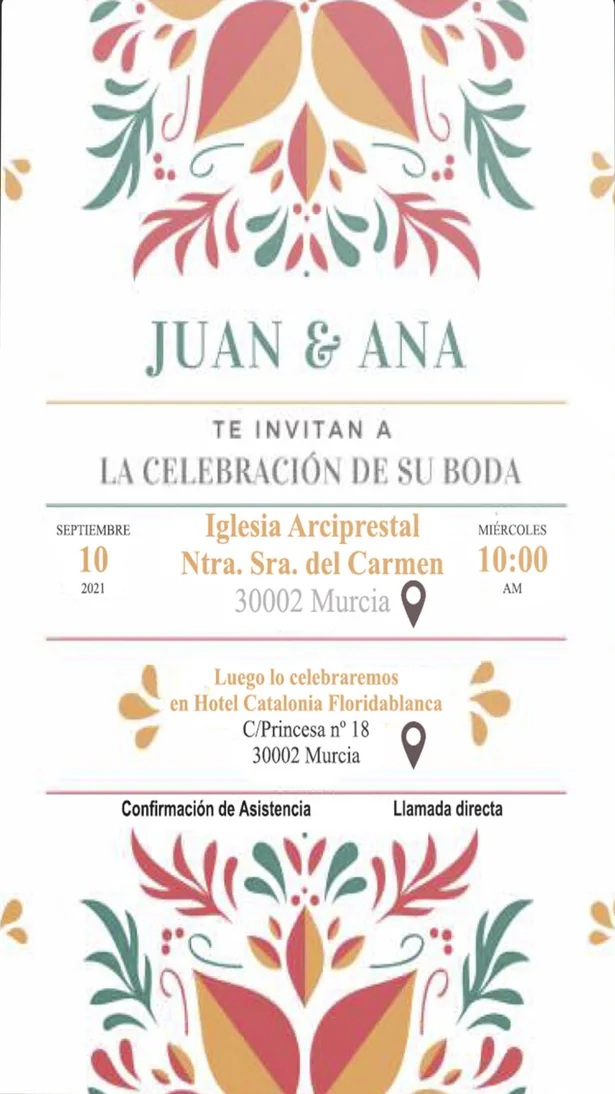 JUAN & ANA
TE INVITAN A
LA CELEBRACIÓN DE SU BODA
SEPTIEMBRE
10
2021
Iglesia Arciprestal
Ntra. Sra. del Carmen
30002 Murcia
MIÉRCOLES
10:00
AM
Luego lo celebraremos
en Hotel Catalonia Floridablanca
C/Princesa nº 18
30002 Murcia
Confirmación de Asistencia
Llamada directa